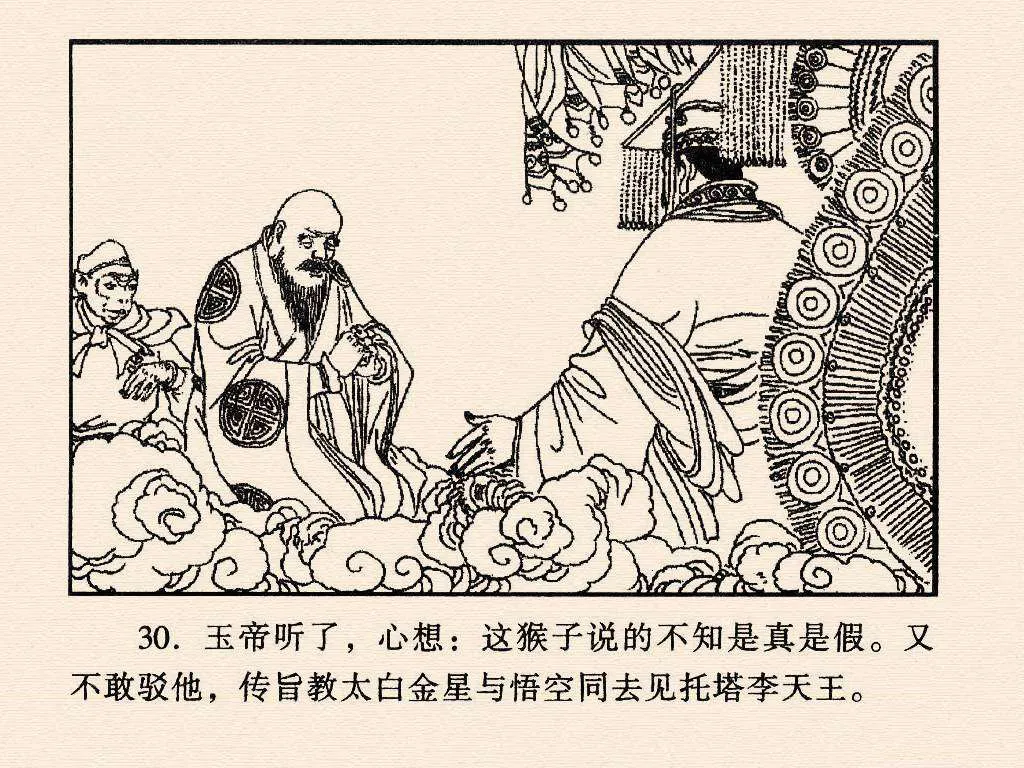 30. 玉帝听了，心想：这猴子说的不知是真是假。又
不敢驳他，传旨教太白金星与悟空同去见托塔李天王。